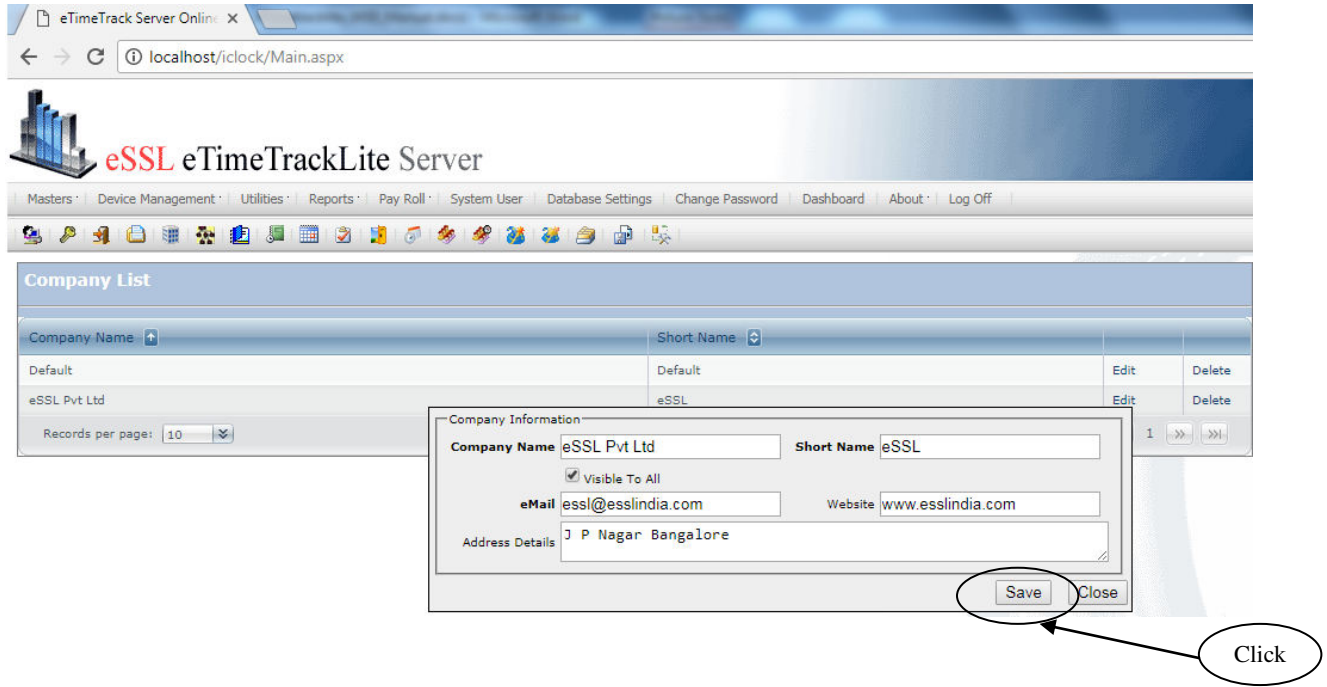 eTimeTrack Server Online
localhost/iclock/Main.aspx
eSSL eTimeTrackLite Server
Masters Device Management Utilities Reports Pay Roll System User Database Settings Change Password Dashboard About Log Off
Company List
Company Name Short Name
Default Default Edit Delete
eSSL Pvt Ltd eSSL Edit Delete
Records per page: 10 1
Company Information
Company Name eSSL Pvt Ltd Short Name eSSL
Visible To All
eMail essl@esslindia.com Website www.esslindia.com
Address Details J P Nagar Bangalore
Save Close
Click